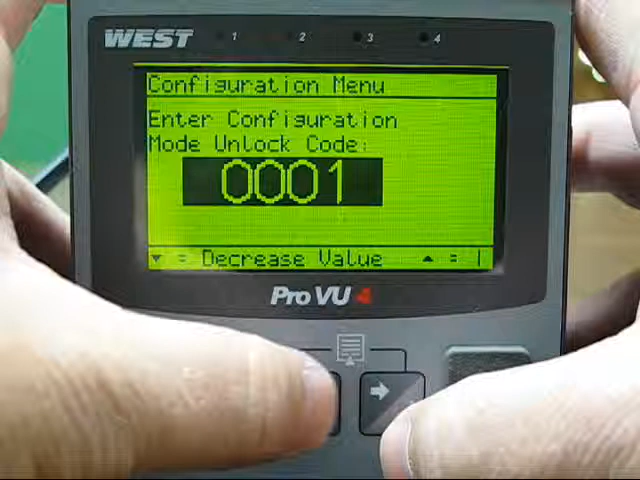 WEST
1 2 3 4
Configuration Menu
Enter Configuration
Mode Unlock Code:
0001
▼ = Decrease Value ▲ = |
Pro VU 4